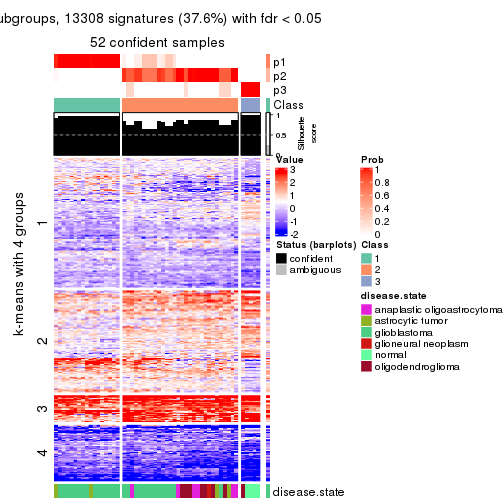 ubgroups, 13308 signatures (37.6%) with fdr < 0.05
52 confident samples
p1
p2
p3
Class
1
0.5
0
Silhouette
score
k-means with 4 groups
1
2
3
4
disease.state
Value
3
2
1
0
-1
-2
Prob
1
0.8
0.6
0.4
0.2
0
Status (barplots)
confident
ambiguous
Class
1
2
3
disease.state
anaplastic oligoastrocytoma
astrocytic tumor
glioblastoma
glioneural neoplasm
normal
oligodendroglioma